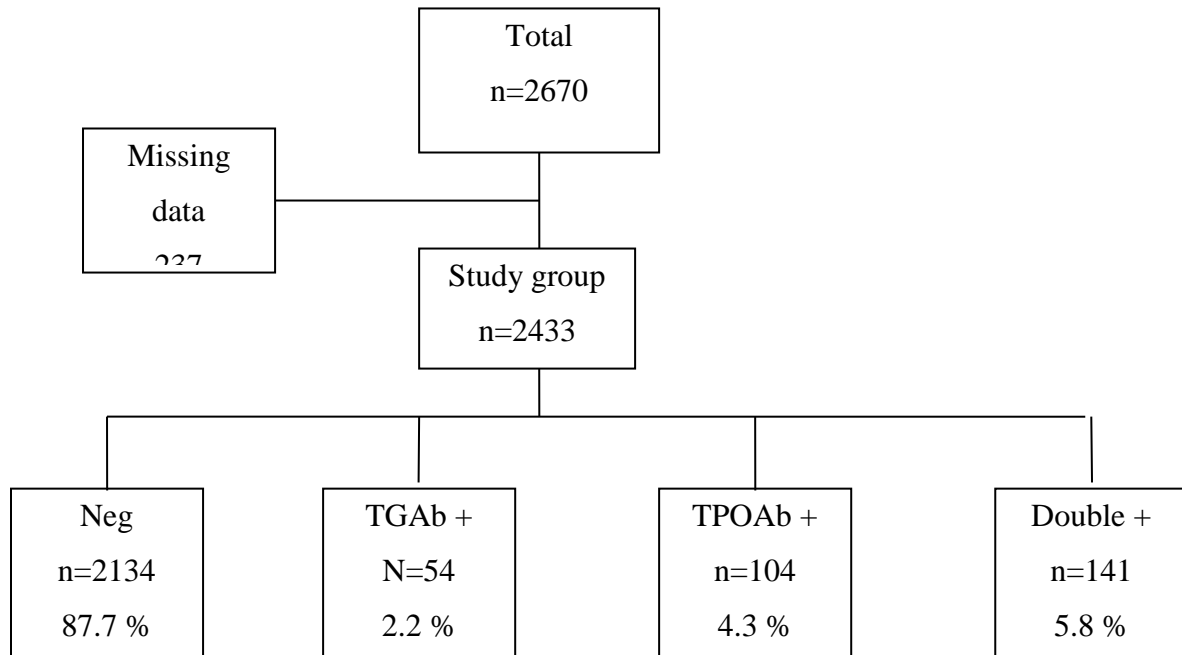 Total
n=2670
Missing
data
237
Study group
n=2433
Neg
n=2134
87.7 %
TGAb +
N=54
2.2 %
TPOAb +
n=104
4.3 %
Double +
n=141
5.8 %